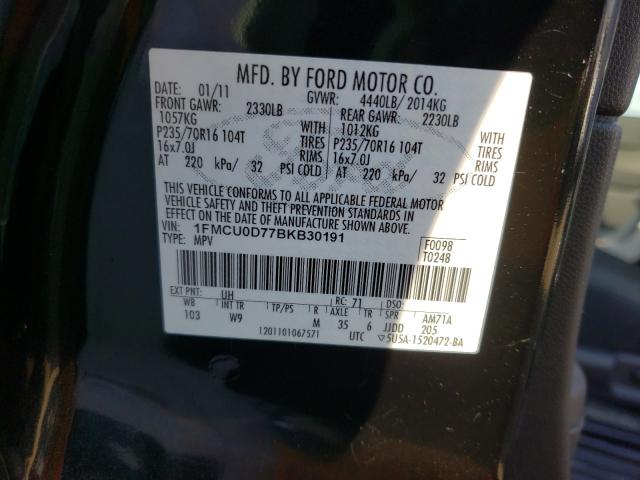 MFD. BY FORD MOTOR CO.
DATE: 01/11 GVWR: 4440LB/ 2014KG
FRONT GAWR: 2330LB REAR GAWR: 2230LB
1057KG WITH 1012KG WITH
P235/70R16 104T TIRES P235/70R16 104T TIRES
16x7.0J RIMS 16x7.0J RIMS
AT 220 kPa/ 32 PSI COLD AT 220 kPa/ 32 PSI COLD
THIS VEHICLE CONFORMS TO ALL APPLICABLE FEDERAL MOTOR
VEHICLE SAFETY AND THEFT PREVENTION STANDARDS IN
EFFECT ON THE DATE OF MANUFACTURE SHOWN ABOVE.
VIN: 1FMCU0D77BKB30191 F0098
TYPE: MPV T0248
EXT PNT: UH RC: 71 DSO:
WB INT TR TP/PS R AXLE TR AM71A
103 W9 M 35 6 JJDD 205
1201101067571 UTC ▽5U5A-1520472-BA